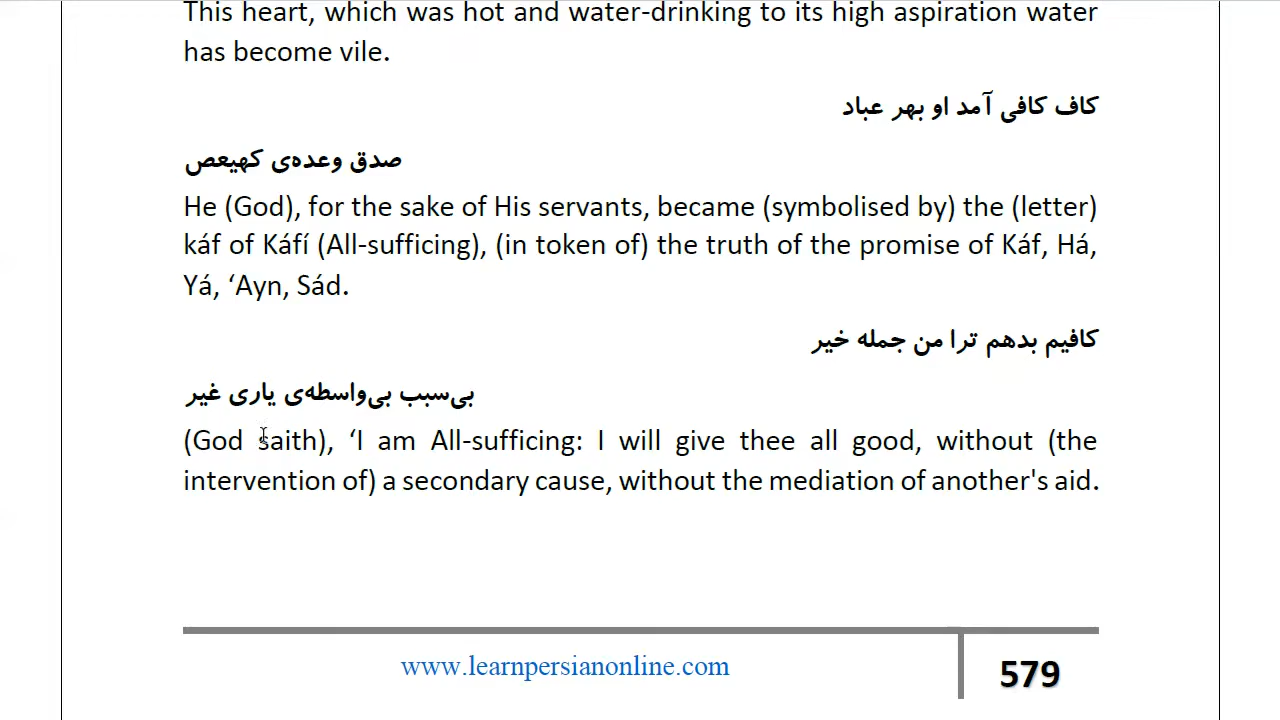 This heart, which was hot and water-drinking to its high aspiration water
has become vile.
کاف کافی آمد او بهر عباد
صدق وعده‌ی کهیعص
He (God), for the sake of His servants, became (symbolised by) the (letter)
káf of Káfí (All-sufficing), (in token of) the truth of the promise of Káf, Há,
Yá, ‘Ayn, Sád.
کافیم بدهم ترا من جمله خیر
بی‌سبب بی‌واسطه‌ی یاری غیر
(God saith), ‘I am All-sufficing: I will give thee all good, without (the
intervention of) a secondary cause, without the mediation of another's aid.
www.learnpersianonline.com
579